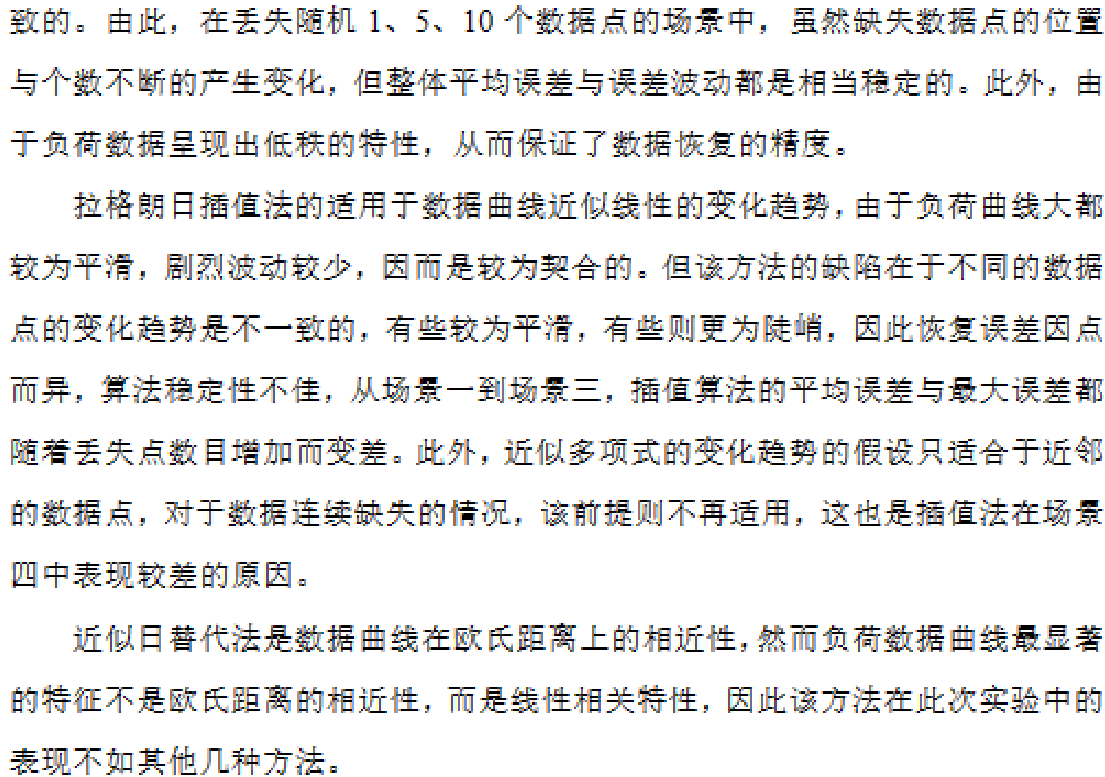 致的。由此，在丢失随机 1、5、10 个数据点的场景中，虽然缺失数据点的位置
与个数不断的产生变化，但整体平均误差与误差波动都是相当稳定的。此外，由
于负荷数据呈现出低秩的特性，从而保证了数据恢复的精度。
拉格朗日插值法的适用于数据曲线近似线性的变化趋势，由于负荷曲线大都
较为平滑，剧烈波动较少，因而是较为契合的。但该方法的缺陷在于不同的数据
点的变化趋势是不一致的，有些较为平滑，有些则更为陡峭，因此恢复误差因点
而异，算法稳定性不佳，从场景一到场景三，插值算法的平均误差与最大误差都
随着丢失点数目增加而变差。此外，近似多项式的变化趋势的假设只适合于近邻
的数据点，对于数据连续缺失的情况，该前提则不再适用，这也是插值法在场景
四中表现较差的原因。
近似日替代法是数据曲线在欧氏距离上的相近性，然而负荷数据曲线最显著
的特征不是欧氏距离的相近性，而是线性相关特性，因此该方法在此次实验中的
表现不如其他几种方法。